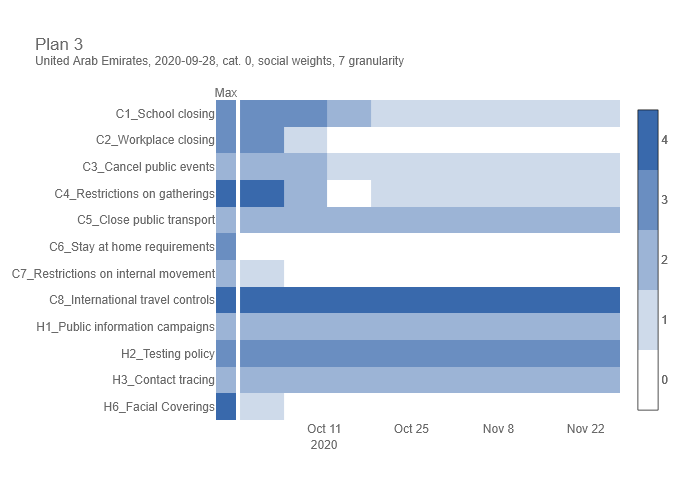 Plan 3
United Arab Emirates, 2020-09-28, cat. 0, social weights, 7 granularity
Max
C1_School closing
C2_Workplace closing
C3_Cancel public events
C4_Restrictions on gatherings
C5_Close public transport
C6_Stay at home requirements
C7_Restrictions on internal movement
C8_International travel controls
H1_Public information campaigns
H2_Testing policy
H3_Contact tracing
H6_Facial Coverings
4
3
2
1
0
Oct 11 Oct 25 Nov 8 Nov 22
2020